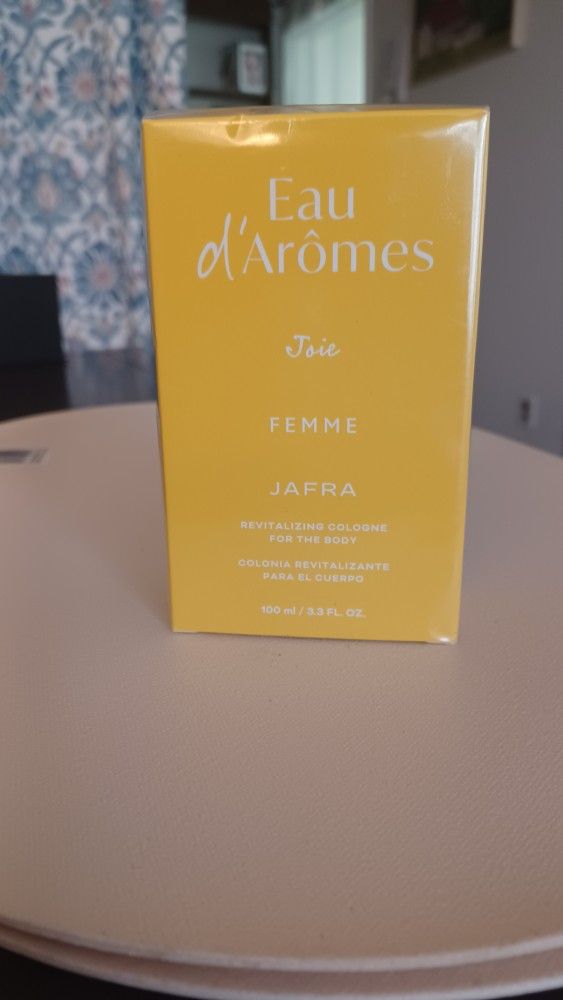 Eau
d'Arômes
Joie
FEMME
JAFRA
REVITALIZING COLOGNE
FOR THE BODY
COLONIA REVITALIZANTE
PARA EL CUERPO
100 ml / 3.3 FL. OZ.